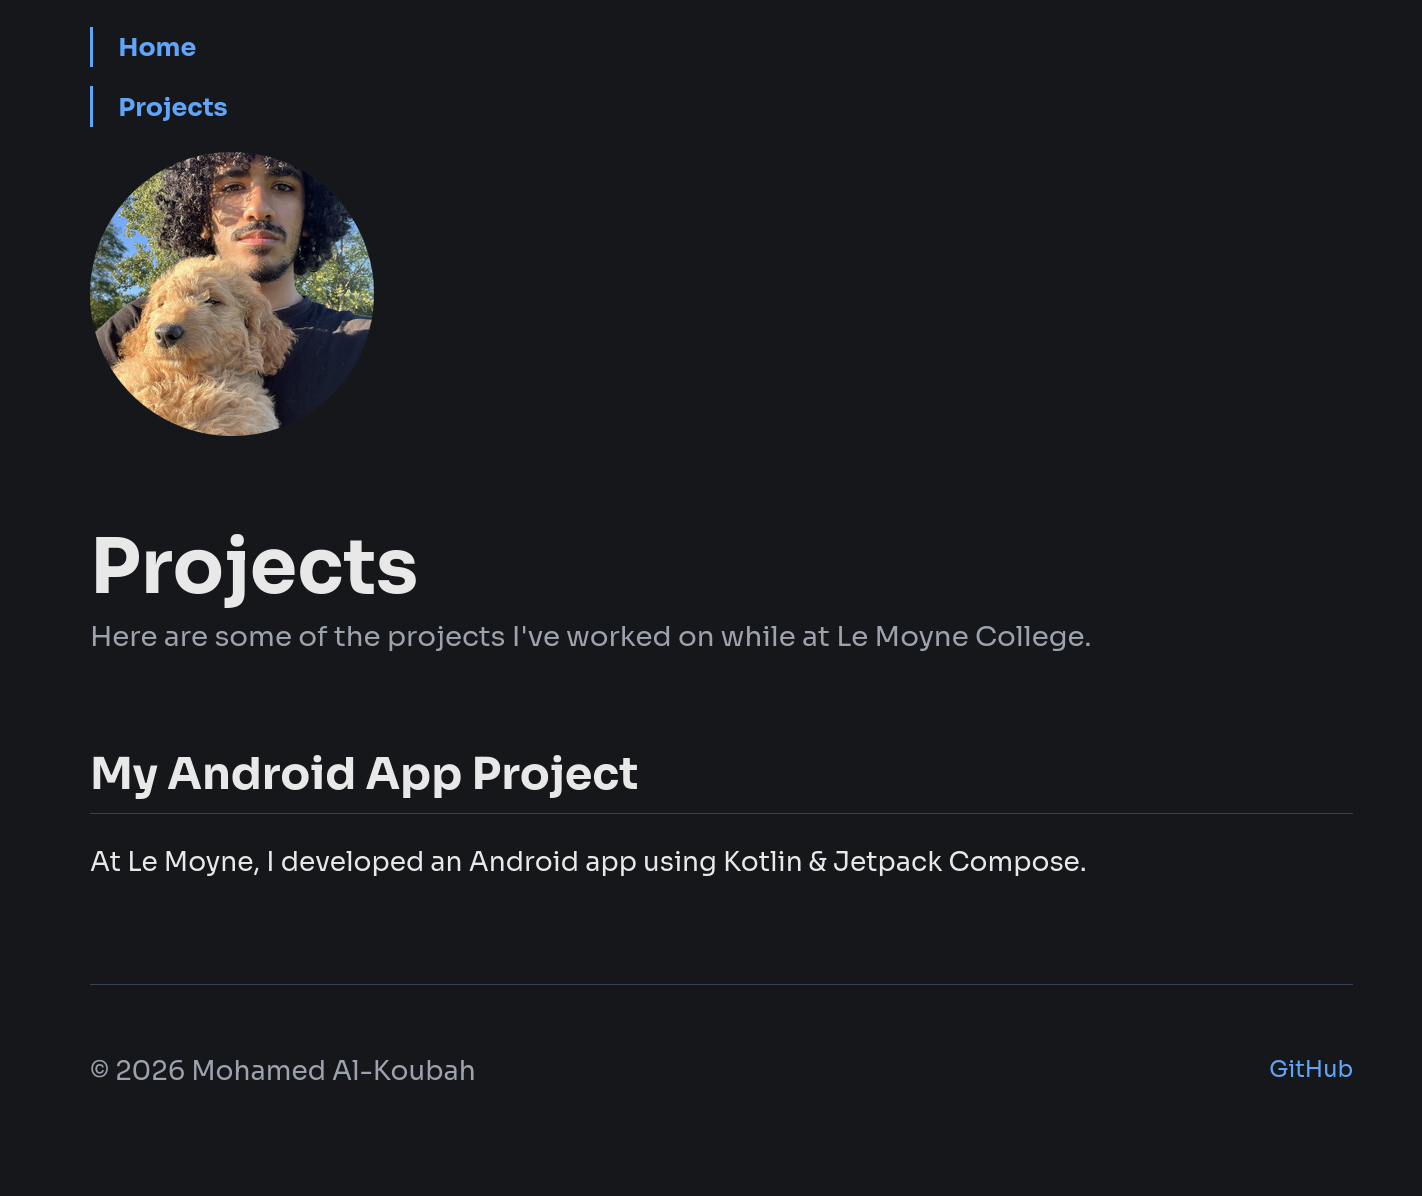 Home
Projects
Projects
Here are some of the projects I've worked on while at Le Moyne College.
My Android App Project
At Le Moyne, I developed an Android app using Kotlin & Jetpack Compose.
© 2026 Mohamed Al-Koubah
GitHub